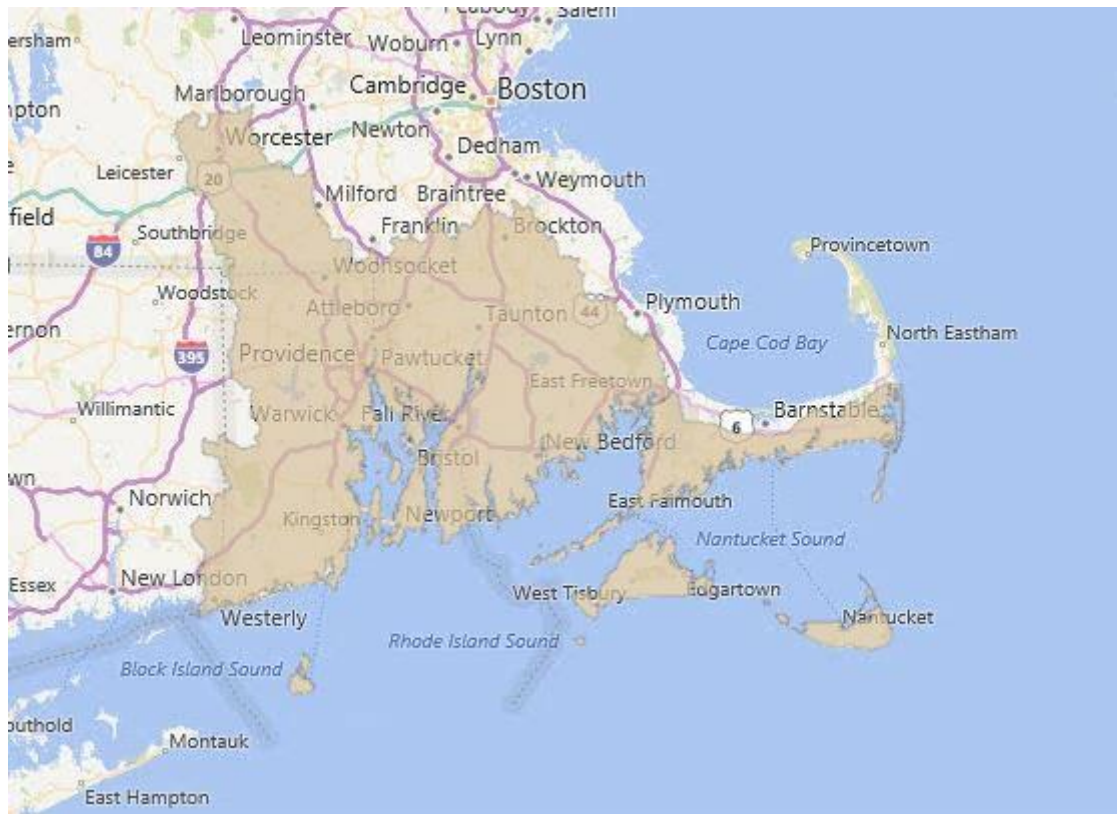 Peabody
Salem
ersham
Leominster
Woburn
Lynn
Cambridge
Boston
Marlborough
npton
Worcester
Newton
Dedham
Leicester
20
Milford
Braintree
Weymouth
field
Southbridge
Franklin
Brockton
84
Provincetown
Woonsocket
Woodstock
Attleboro
Taunton
44
Plymouth
ernon
395
Providence
Pawtucket
Cape Cod Bay
North Eastham
East Freetown
Willimantic
Warwick
Fall River
6
Barnstable
Bristol
New Bedford
wn
Norwich
Kingston
Newport
East Falmouth
Nantucket Sound
Essex
New London
West Tisbury
Edgartown
Westerly
Nantucket
Rhode Island Sound
Block Island Sound
outhold
Montauk
East Hampton